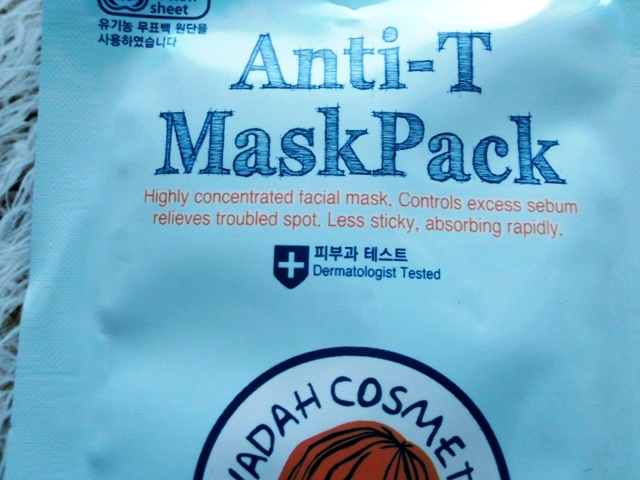 sheet
유기농 무표백 원단을
사용하였습니다
Anti-T
MaskPack
Highly concentrated facial mask. Controls excess sebum
relieves troubled spot. Less sticky, absorbing rapidly.
피부과 테스트
Dermatologist Tested